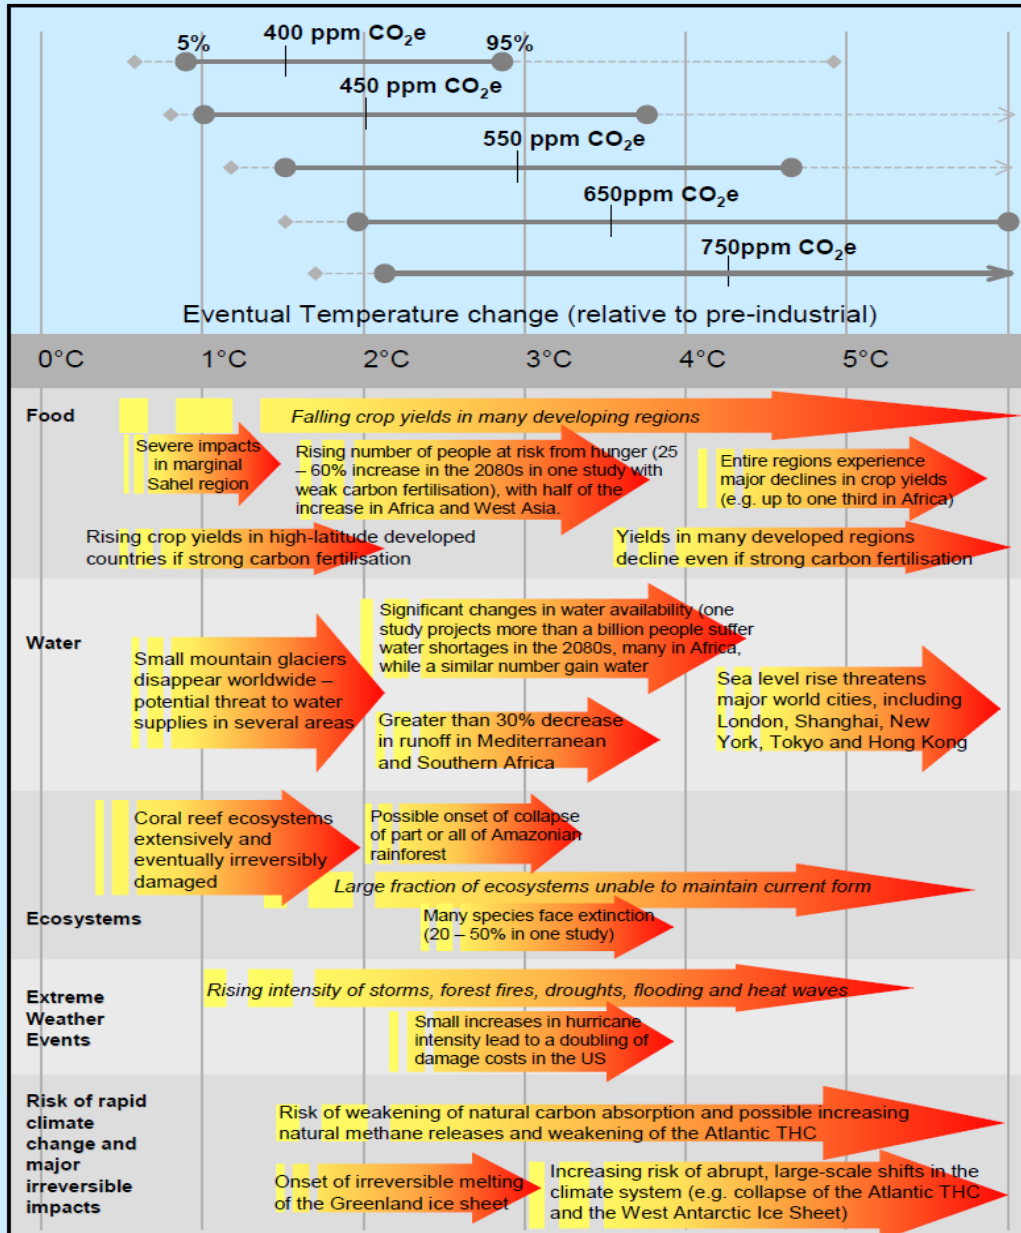 400 ppm CO₂e
5%
95%
450 ppm CO₂e
550 ppm CO₂e
650ppm CO₂e
750ppm CO₂e
Eventual Temperature change (relative to pre-industrial)
0°C 1°C 2°C 3°C 4°C 5°C
Food
Falling crop yields in many developing regions
Severe impacts
in marginal
Sahel region
Rising number of people at risk from hunger (25
– 60% increase in the 2080s in one study with
weak carbon fertilisation), with half of the
increase in Africa and West Asia.
Entire regions experience
major declines in crop yields
(e.g. up to one third in Africa)
Rising crop yields in high-latitude developed
countries if strong carbon fertilisation
Yields in many developed regions
decline even if strong carbon fertilisation
Water
Small mountain glaciers
disappear worldwide –
potential threat to water
supplies in several areas
Significant changes in water availability (one
study projects more than a billion people suffer
water shortages in the 2080s, many in Africa,
while a similar number gain water
Greater than 30% decrease
in runoff in Mediterranean
and Southern Africa
Sea level rise threatens
major world cities, including
London, Shanghai, New
York, Tokyo and Hong Kong
Ecosystems
Coral reef ecosystems
extensively and
eventually irreversibly
damaged
Possible onset of collapse
of part or all of Amazonian
rainforest
Large fraction of ecosystems unable to maintain current form
Many species face extinction
(20 – 50% in one study)
Extreme
Weather
Events
Rising intensity of storms, forest fires, droughts, flooding and heat waves
Small increases in hurricane
intensity lead to a doubling of
damage costs in the US
Risk of rapid
climate
change and
major
irreversible
impacts
Risk of weakening of natural carbon absorption and possible increasing
natural methane releases and weakening of the Atlantic THC
Onset of irreversible melting
of the Greenland ice sheet
Increasing risk of abrupt, large-scale shifts in the
climate system (e.g. collapse of the Atlantic THC
and the West Antarctic Ice Sheet)